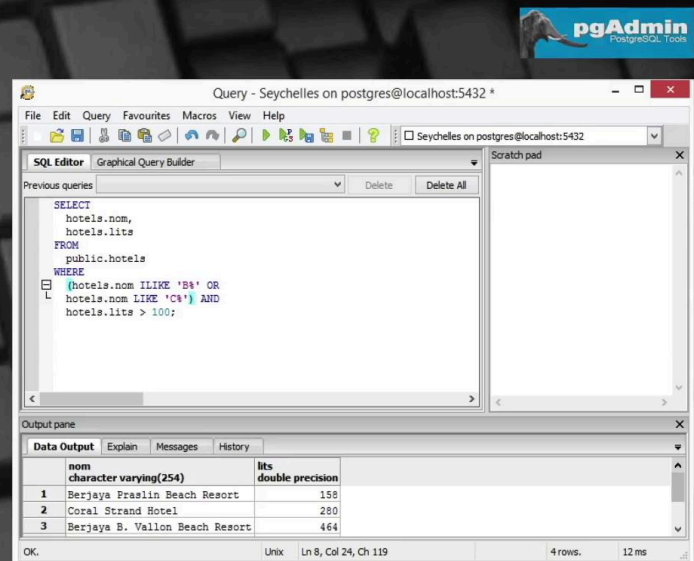 pgAdmin
PostgreSQL Tools
Query - Seychelles on postgres@localhost:5432 *
File Edit Query Favourites Macros View Help
Seychelles on postgres@localhost:5432
SQL Editor Graphical Query Builder
Scratch pad
Previous queries Delete Delete All
SELECT
hotels.nom,
hotels.lits
FROM
public.hotels
WHERE
(hotels.nom ILIKE 'B%' OR
hotels.nom LIKE 'C%') AND
hotels.lits > 100;
Output pane
Data Output Explain Messages History
nom lits
character varying(254) double precision
1 Berjaya Praslin Beach Resort 158
2 Coral Strand Hotel 280
3 Berjaya B. Vallon Beach Resort 464
OK. Unix Ln 8, Col 24, Ch 119 4 rows. 12 ms